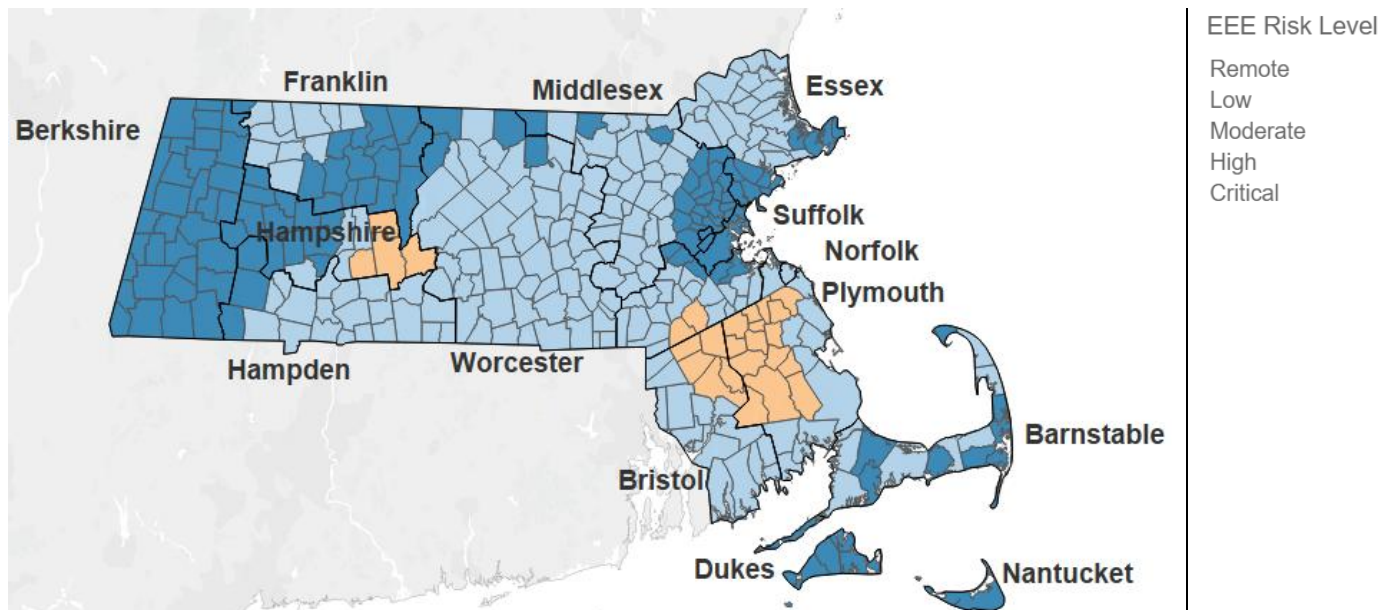 EEE Risk Level
Remote
Low
Moderate
High
Critical
Franklin
Middlesex
Essex
Berkshire
Suffolk
Hampshire
Norfolk
Plymouth
Hampden
Worcester
Barnstable
Bristol
Dukes
Nantucket